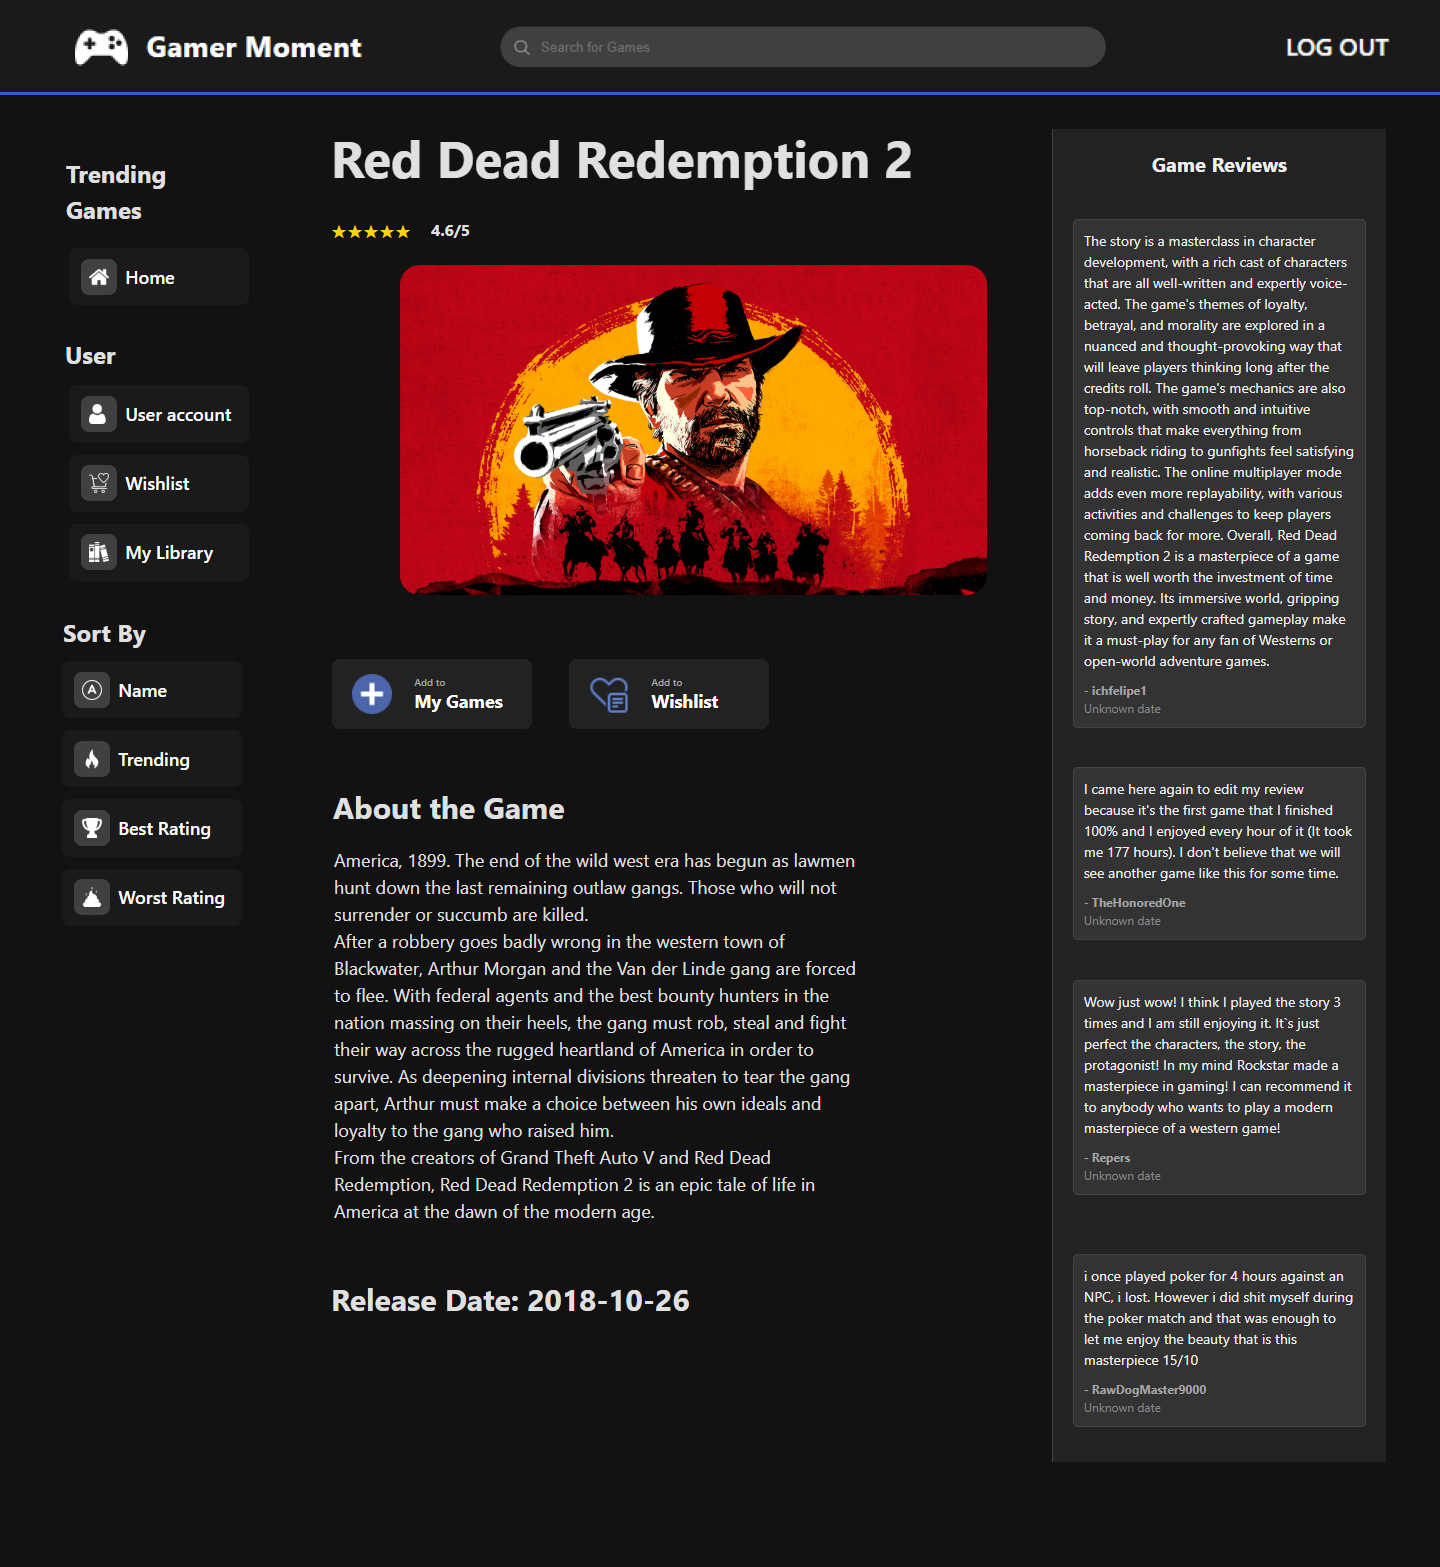 Gamer Moment
Search for Games
LOG OUT
Trending
Games
Home
User
User account
Wishlist
My Library
Sort By
Name
Trending
Best Rating
Worst Rating
Red Dead Redemption 2
★★★★★ 4.6/5
Add to
My Games
Add to
Wishlist
About the Game
America, 1899. The end of the wild west era has begun as lawmen
hunt down the last remaining outlaw gangs. Those who will not
surrender or succumb are killed.
After a robbery goes badly wrong in the western town of
Blackwater, Arthur Morgan and the Van der Linde gang are forced
to flee. With federal agents and the best bounty hunters in the
nation massing on their heels, the gang must rob, steal and fight
their way across the rugged heartland of America in order to
survive. As deepening internal divisions threaten to tear the gang
apart, Arthur must make a choice between his own ideals and
loyalty to the gang who raised him.
From the creators of Grand Theft Auto V and Red Dead
Redemption, Red Dead Redemption 2 is an epic tale of life in
America at the dawn of the modern age.
Release Date: 2018-10-26
Game Reviews
The story is a masterclass in character
development, with a rich cast of characters
that are all well-written and expertly voice-
acted. The game's themes of loyalty,
betrayal, and morality are explored in a
nuanced and thought-provoking way that
will leave players thinking long after the
credits roll. The game's mechanics are also
top-notch, with smooth and intuitive
controls that make everything from
horseback riding to gunfights feel satisfying
and realistic. The online multiplayer mode
adds even more replayability, with various
activities and challenges to keep players
coming back for more. Overall, Red Dead
Redemption 2 is a masterpiece of a game
that is well worth the investment of time
and money. Its immersive world, gripping
story, and expertly crafted gameplay make
it a must-play for any fan of Westerns or
open-world adventure games.
- ichfelipe1
Unknown date
I came here again to edit my review
because it's the first game that I finished
100% and I enjoyed every hour of it (It took
me 177 hours). I don't believe that we will
see another game like this for some time.
- TheHonoredOne
Unknown date
Wow just wow! I think I played the story 3
times and I am still enjoying it. It`s just
perfect the characters, the story, the
protagonist! In my mind Rockstar made a
masterpiece in gaming! I can recommend it
to anybody who wants to play a modern
masterpiece of a western game!
- Repers
Unknown date
i once played poker for 4 hours against an
NPC, i lost. However i did shit myself during
the poker match and that was enough to
let me enjoy the beauty that is this
masterpiece 15/10
- RawDogMaster9000
Unknown date